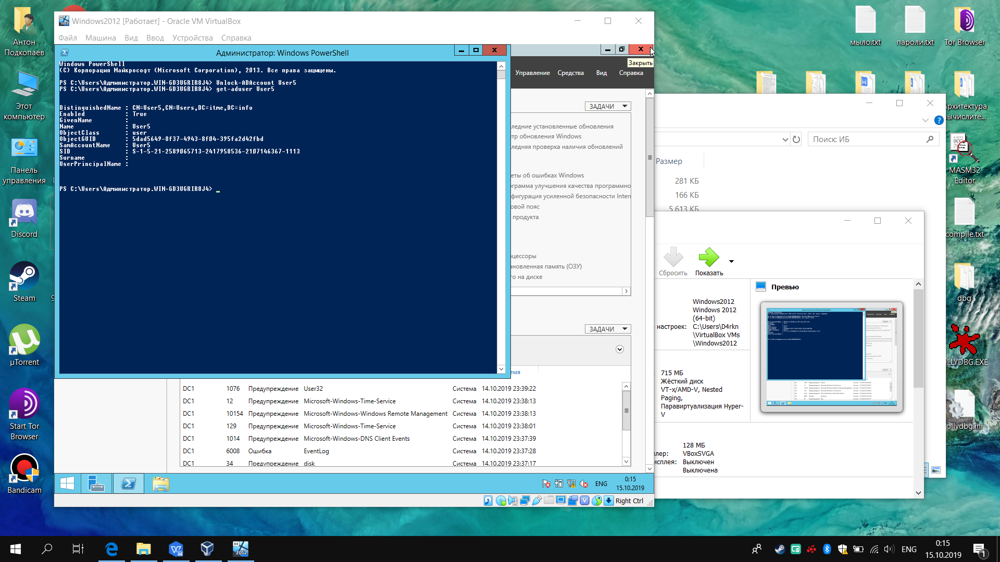 Антон
Подкопаев
Этот
компьютер
Панель
управления
Discord
Steam
µTorrent
Start Tor
Browser
Bandicam
Windows2012 [Работает] - Oracle VM VirtualBox
Файл Машина Вид Ввод Устройства Справка
Администратор: Windows PowerShell
Windows PowerShell
(C) Корпорация Майкрософт (Microsoft Corporation), 2013. Все права защищены.
PS C:\Users\Администратор.WIN-GD3UGRIR8J4> Unlock-ADAccount User5
PS C:\Users\Администратор.WIN-GD3UGRIR8J4> get-aduser User5
DistinguishedName : CN=User5,CN=Users,DC=itme,DC=info
Enabled : True
GivenName :
Name : User5
ObjectClass : user
ObjectGUID : 5dad5649-8f37-4943-8f04-395fa2d42fbd
SamAccountName : User5
SID : S-1-5-21-2589065713-2417958536-2107146367-1113
Surname :
UserPrincipalName :
PS C:\Users\Администратор.WIN-GD3UGRIR8J4>
Закрыть
Управление Средства Вид Справка
ЗАДАЧИ
ледние установленные обновления
тр обновления Windows
ледняя проверка наличия обновлений
еты об ошибках Windows
грамма улучшения качества программно
фигурация усиленной безопасности Inter
овой пояс
продукта
цессоры
ановленная память (ОЗУ)
го на диске
ЗАДАЧИ
емя
DC1 1076 Предупреждение User32 Система 14.10.2019 23:39:22
DC1 12 Предупреждение Microsoft-Windows-Time-Service Система 14.10.2019 23:38:13
DC1 10154 Предупреждение Microsoft-Windows-Windows Remote Management Система 14.10.2019 23:38:13
DC1 129 Предупреждение Microsoft-Windows-Time-Service Система 14.10.2019 23:38:01
DC1 1014 Предупреждение Microsoft-Windows-DNS Client Events Система 14.10.2019 23:37:39
DC1 6008 Ошибка EventLog Система 14.10.2019 23:37:28
DC1 34 Предупреждение disk Система 14.10.2019 23:37:17
ENG
0:15
15.10.2019
Right Ctrl
Поиск: ИБ
Размер
281 КБ
166 КБ
5 613 КБ
Сбросить
Показать
Превью
Windows2012
Windows 2012
(64-bit)
настроек: C:\Users\D4rkn
\VirtualBox VMs
\Windows2012
715 МБ
Жёсткий диск
VT-x/AMD-V, Nested
Paging,
Паравиртуализация Hyper-
V
128 МБ
лер: VBoxSVGA
исплея: Выключен
Выключена
мыло.txt
пароли.txt
Tor Browser
Архитектура
вычислите...
MASM32
Editor
compile.txt
dbg
OLLYDBG.EXE
ollydbg.ini
ENG
0:15
15.10.2019
1